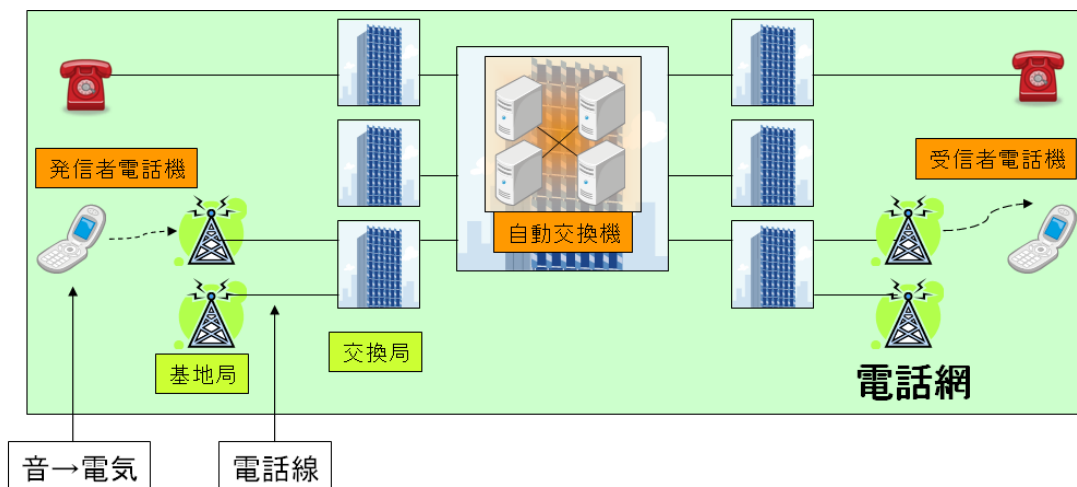 発信者電話機
受信者電話機
自動交換機
交換局
基地局
電話網
音→電気
電話線